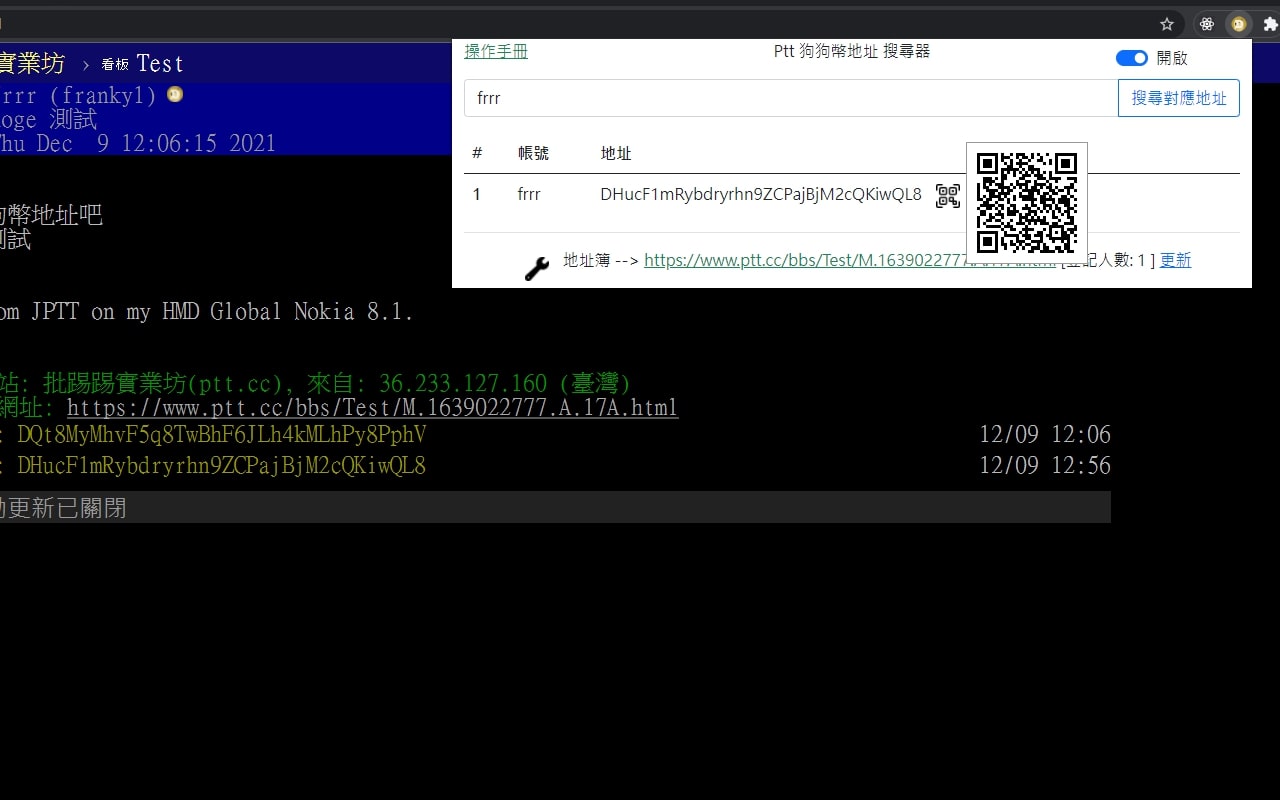 操作手冊
Ptt 狗狗幣地址 搜尋器
開啟
frrr
搜尋對應地址
# 帳號 地址
1 frrr DHucF1mRybdryrhn9ZCPajBjM2cQKiwQL8
地址簿 --> https://www.ptt.cc/bbs/Test/M.1639022777.A.17A.html [登記人數: 1 ] 更新
實業坊 › 看板 Test
rrr (frankyl)
oge 測試
hu Dec 9 12:06:15 2021
狗幣地址吧
測試
om JPTT on my HMD Global Nokia 8.1.
站: 批踢踢實業坊(ptt.cc), 來自: 36.233.127.160 (臺灣)
網址: https://www.ptt.cc/bbs/Test/M.1639022777.A.17A.html
: DQt8MyMhvF5q8TwBhF6JLh4kMLhPy8PphV 12/09 12:06
: DHucF1mRybdryrhn9ZCPajBjM2cQKiwQL8 12/09 12:56
動更新已關閉